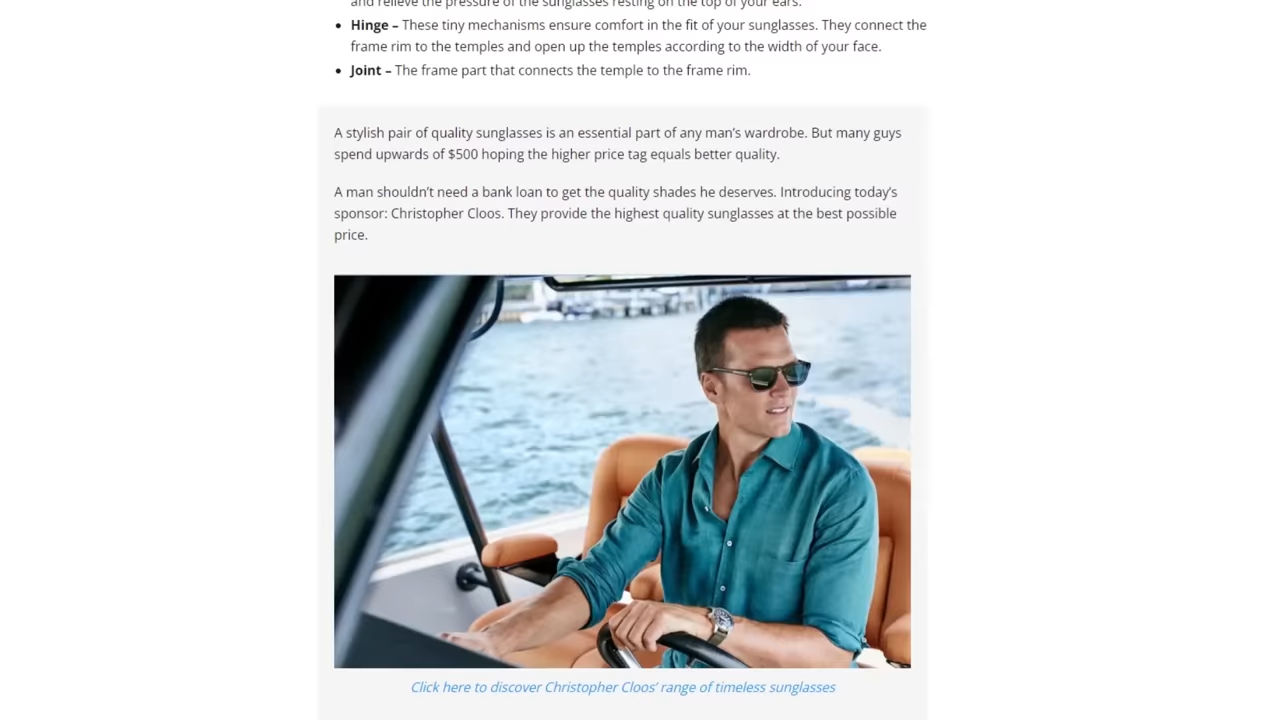 and relieve the pressure of the sunglasses resting on the top of your ears.
• Hinge – These tiny mechanisms ensure comfort in the fit of your sunglasses. They connect the
frame rim to the temples and open up the temples according to the width of your face.
• Joint – The frame part that connects the temple to the frame rim.
A stylish pair of quality sunglasses is an essential part of any man’s wardrobe. But many guys
spend upwards of $500 hoping the higher price tag equals better quality.
A man shouldn’t need a bank loan to get the quality shades he deserves. Introducing today’s
sponsor: Christopher Cloos. They provide the highest quality sunglasses at the best possible
price.
Click here to discover Christopher Cloos’ range of timeless sunglasses